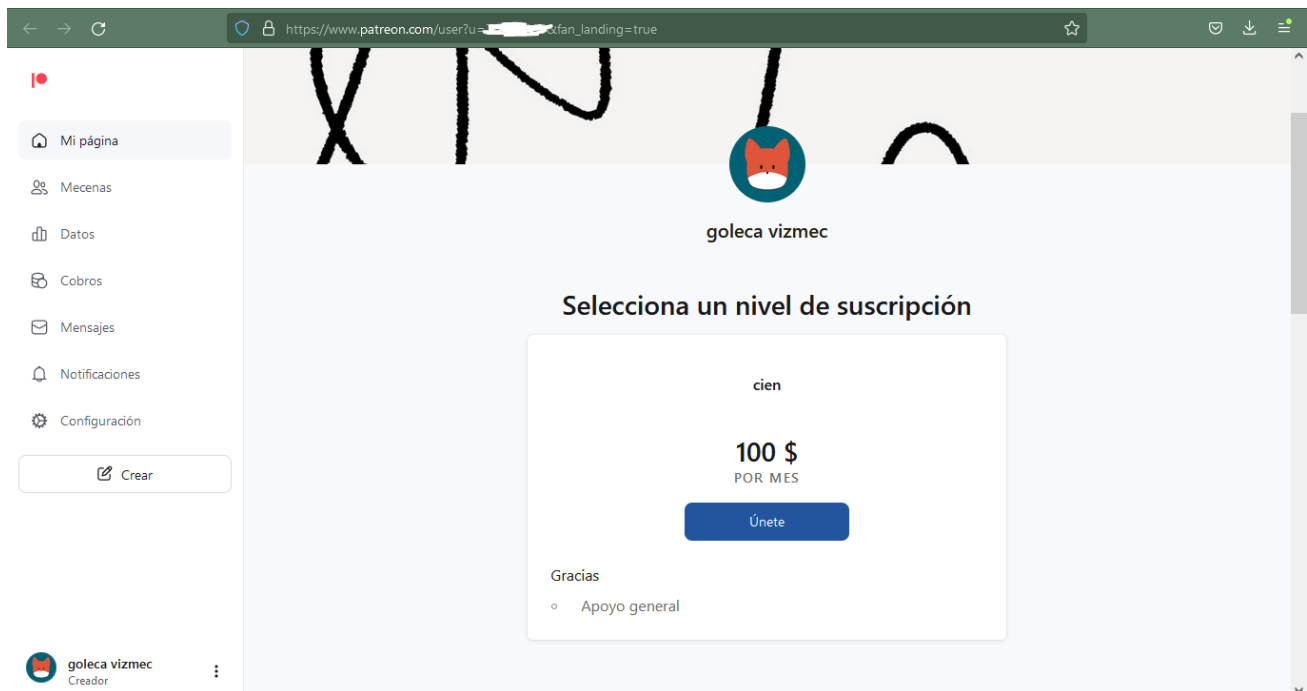 https://www.patreon.com/user?u= &fan_landing=true
Mi página
Mecenas
Datos
Cobros
Mensajes
Notificaciones
Configuración
Crear
goleca vizmec
Creador
goleca vizmec
Selecciona un nivel de suscripción
cien
100 $
POR MES
Únete
Gracias
Apoyo general